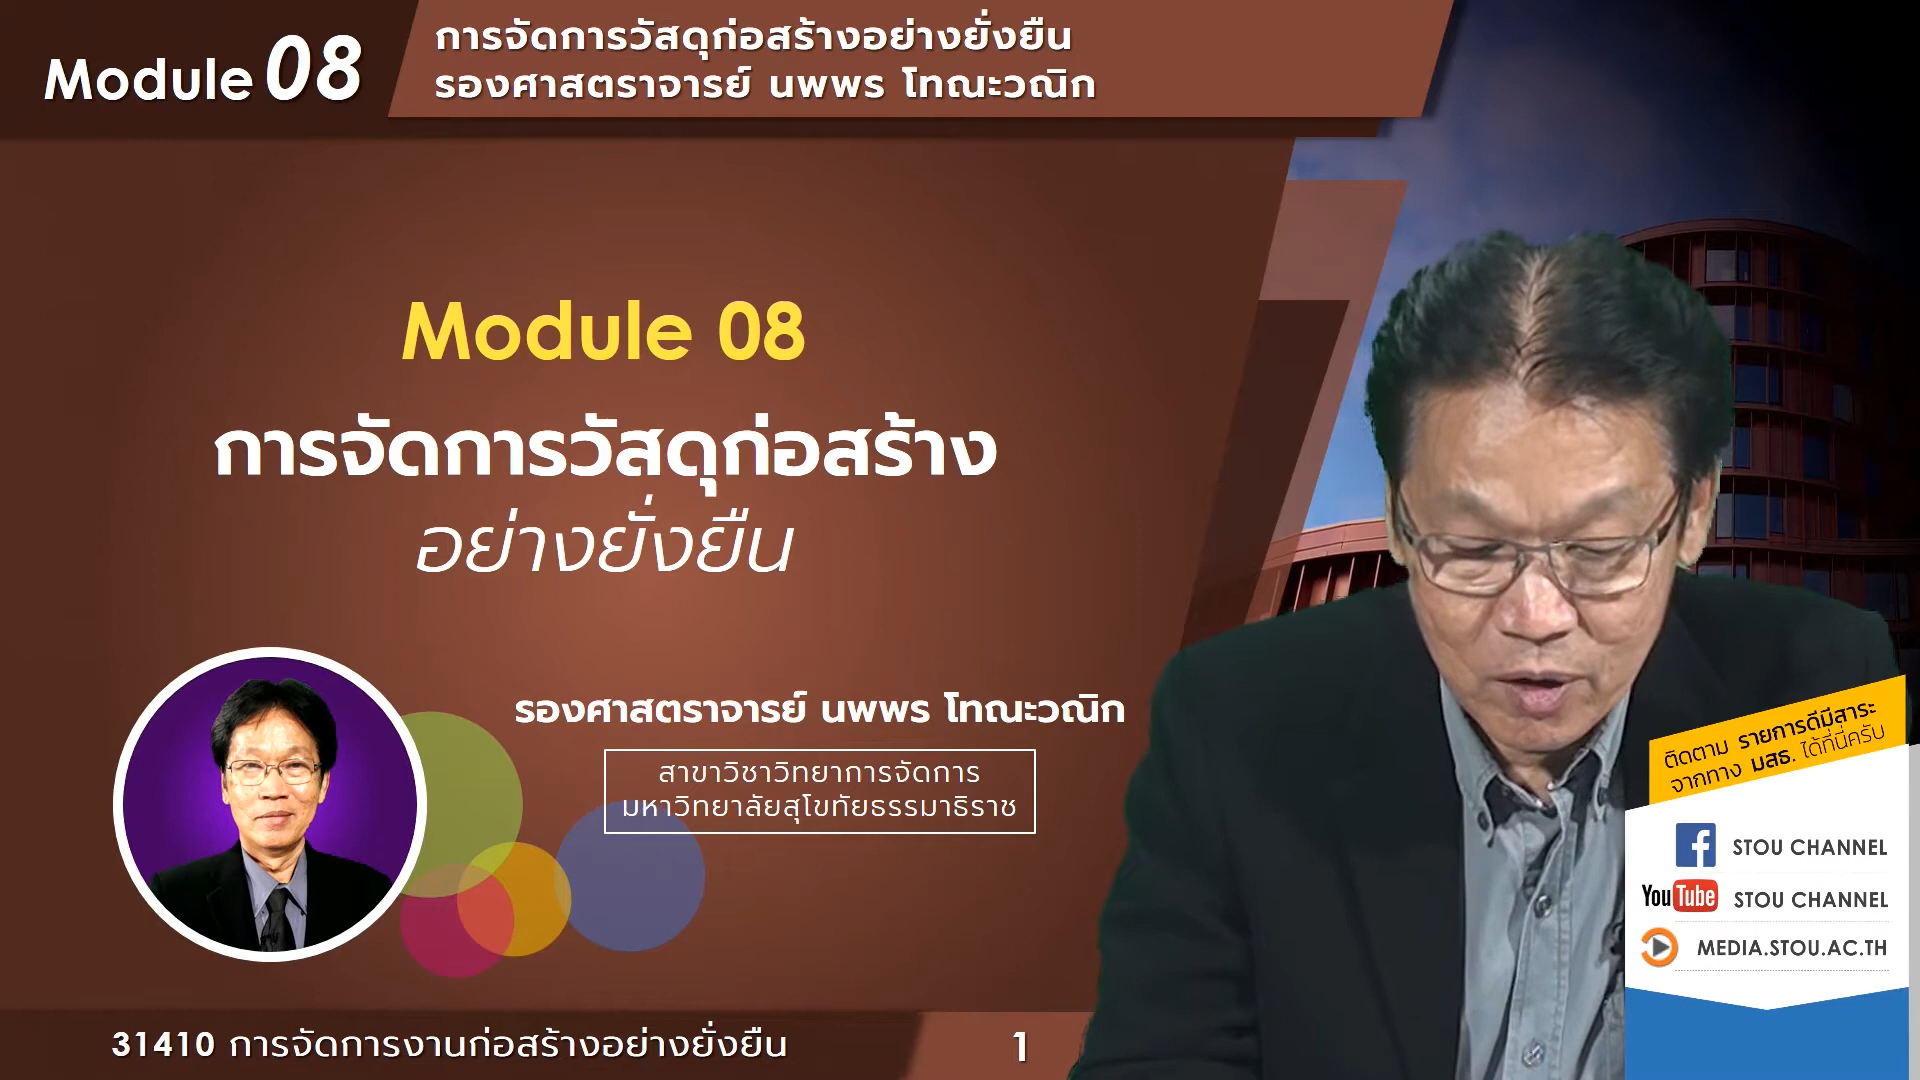 Module 08
การจัดการวัสดุก่อสร้างอย่างยั่งยืน
รองศาสตราจารย์ นพพร โทณะวณิก
Module 08
การจัดการวัสดุก่อสร้าง
อย่างยั่งยืน
รองศาสตราจารย์ นพพร โทณะวณิก
สาขาวิชาวิทยาการจัดการ
มหาวิทยาลัยสุโขทัยธรรมาธิราช
ติดตาม รายการดีมีสาระ
จากทาง มสธ. ได้ที่นี่ครับ
f STOU CHANNEL
YouTube STOU CHANNEL
MEDIA.STOU.AC.TH
31410 การจัดการงานก่อสร้างอย่างยั่งยืน
1